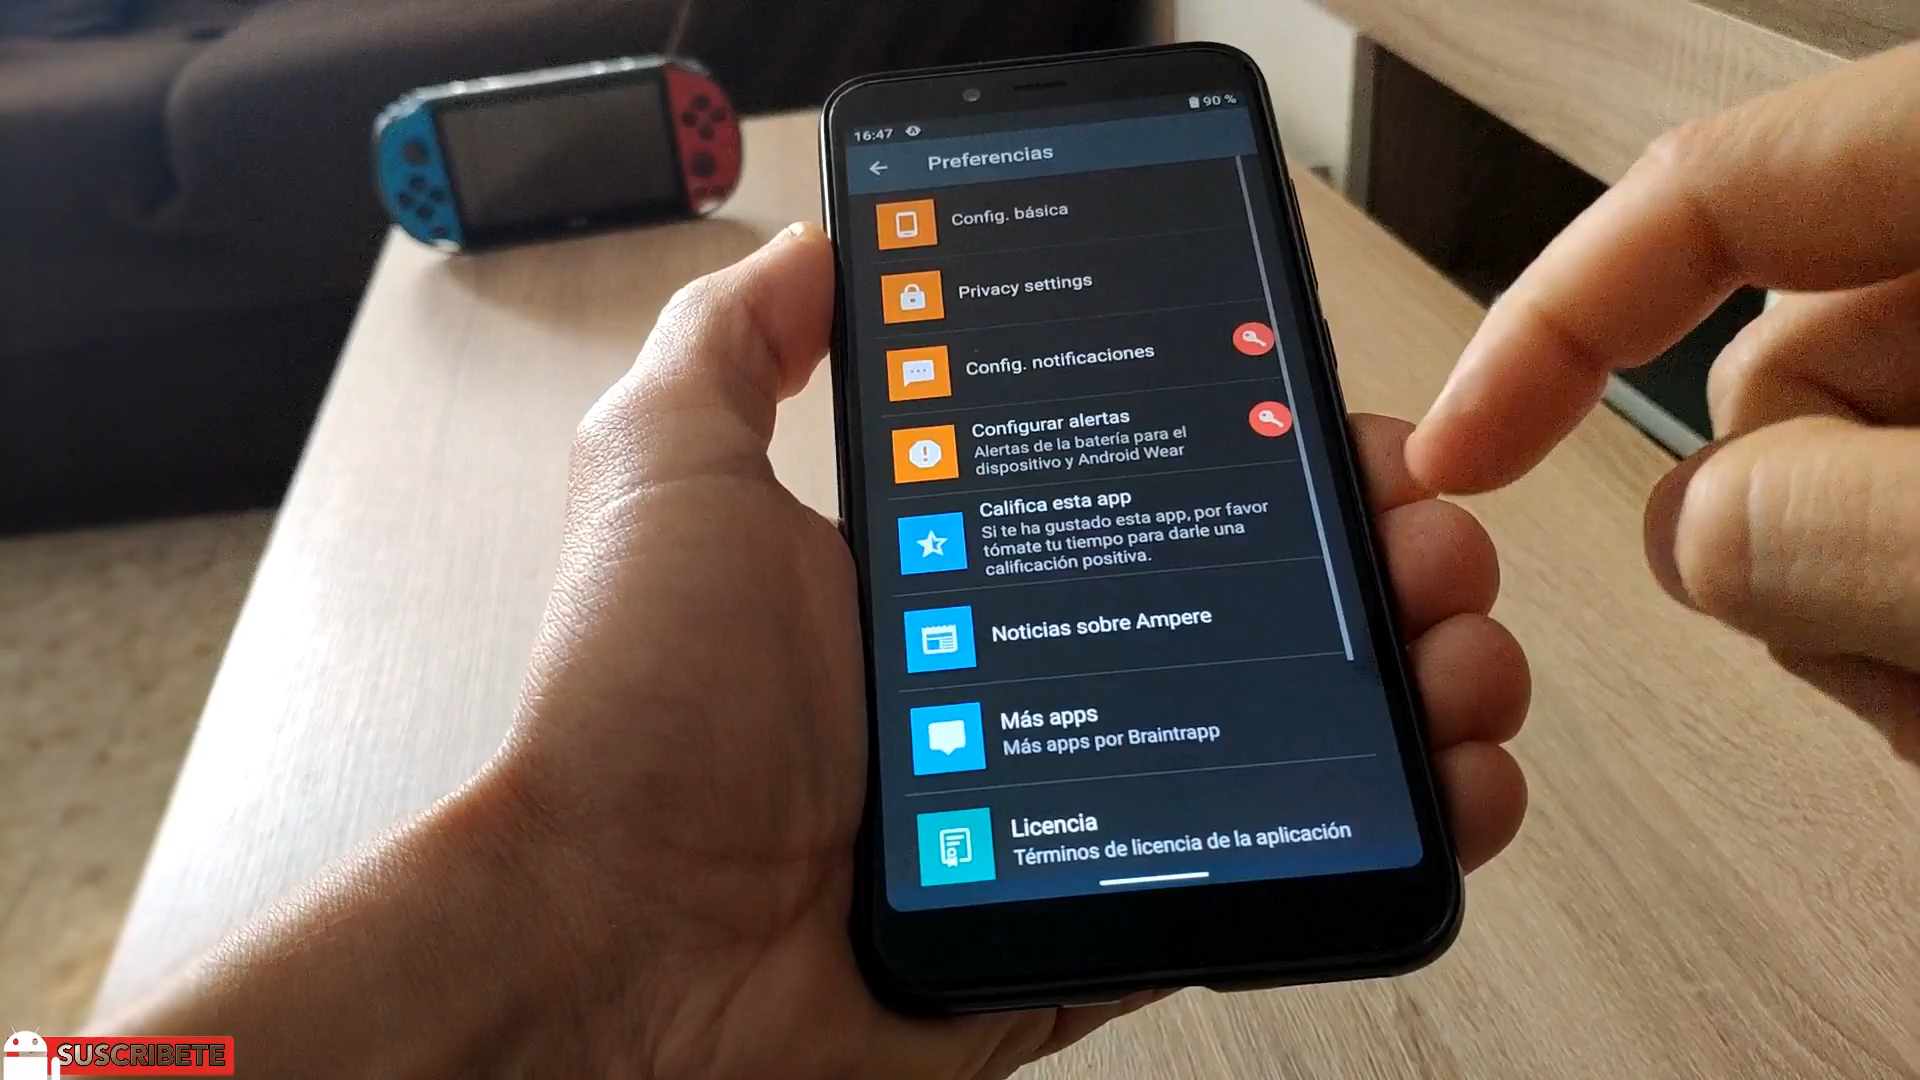 16:47
90 %
Preferencias
Config. básica
Privacy settings
Config. notificaciones
Configurar alertas
Alertas de la batería para el
dispositivo y Android Wear
Califica esta app
Si te ha gustado esta app, por favor
tómate tu tiempo para darle una
calificación positiva.
Noticias sobre Ampere
Más apps
Más apps por Braintrapp
Licencia
Términos de licencia de la aplicación
SUSCRIBETE